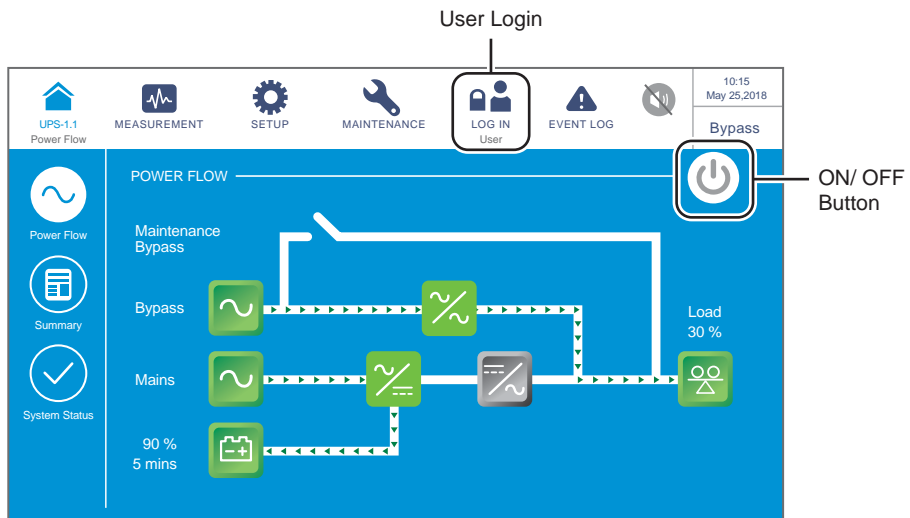 User Login
10:15
May 25,2018
UPS-1.1
MEASUREMENT
SETUP
MAINTENANCE
LOG IN
EVENT LOG
Power Flow
User
Bypass
POWER FLOW
ON/ OFF
Button
Power Flow
Maintenance
Bypass
Bypass
Load
30 %
Summary
Mains
System Status
90 %
5 mins